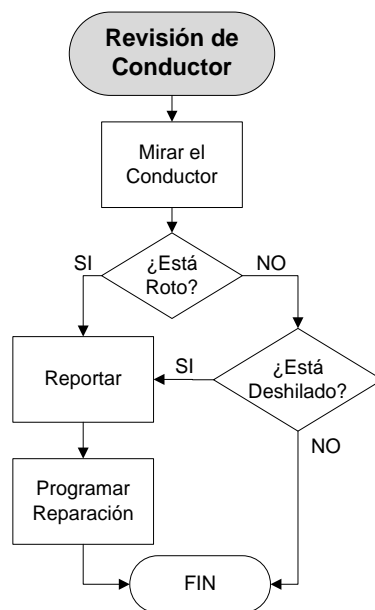 Revisión de
Conductor
Mirar el
Conductor
SI
¿Está
Roto?
NO
Reportar
SI
¿Está
Deshilado?
NO
Programar
Reparación
FIN